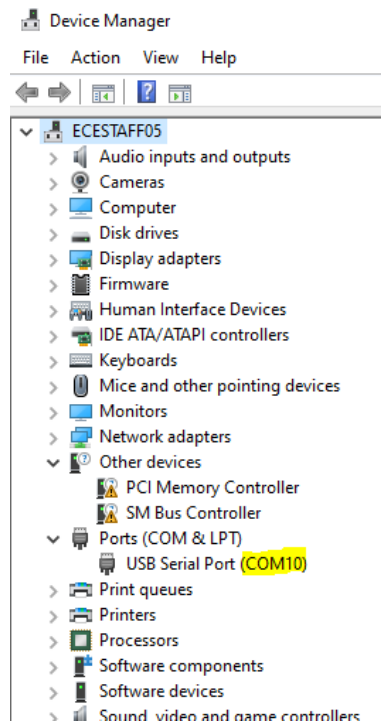 Device Manager
File Action View Help
ECESTAFF05
Audio inputs and outputs
Cameras
Computer
Disk drives
Display adapters
Firmware
Human Interface Devices
IDE ATA/ATAPI controllers
Keyboards
Mice and other pointing devices
Monitors
Network adapters
Other devices
PCI Memory Controller
SM Bus Controller
Ports (COM & LPT)
USB Serial Port (COM10)
Print queues
Printers
Processors
Software components
Software devices
Sound, video and game controllers